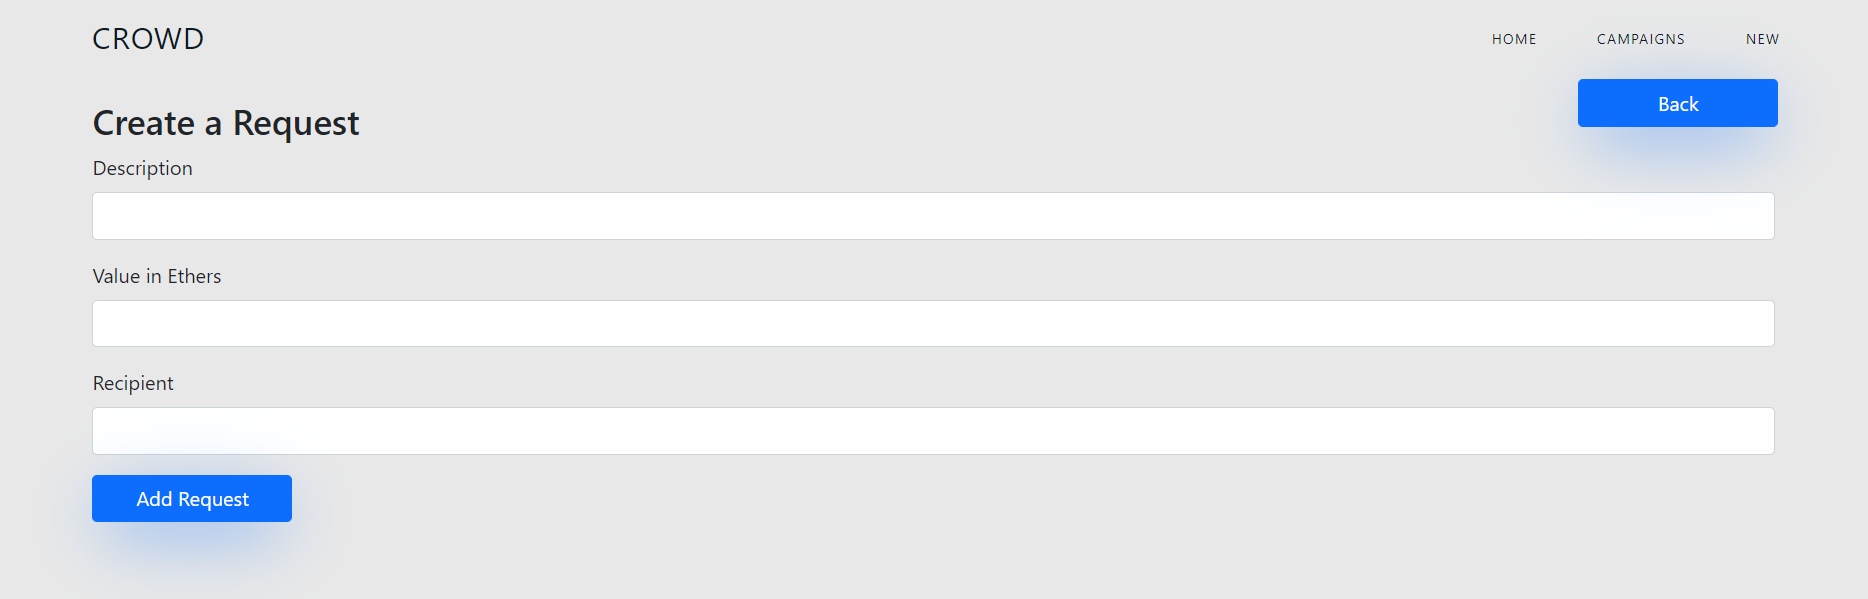 CROWD
HOME CAMPAIGNS NEW
Back
Create a Request
Description
Value in Ethers
Recipient
Add Request